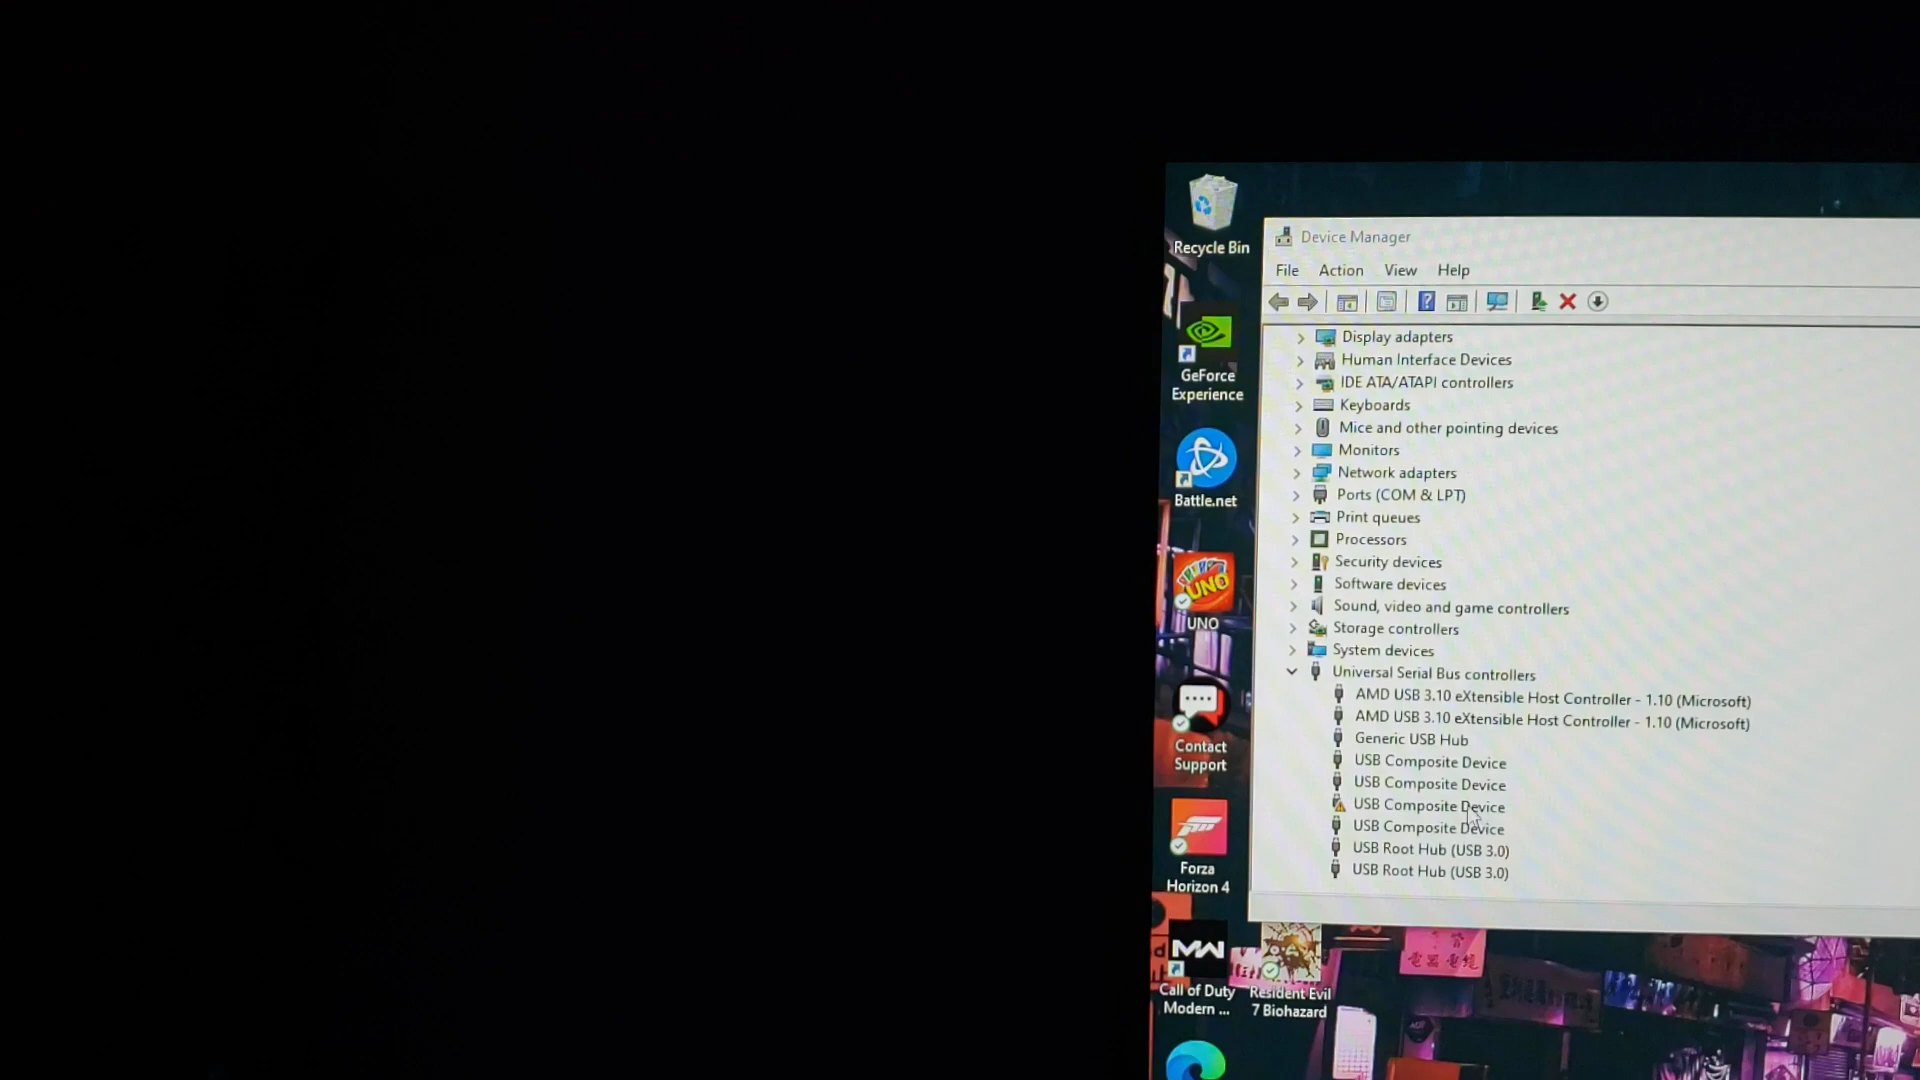 Recycle Bin
GeForce
Experience
Battle.net
UNO
UNO
Contact
Support
Forza
Horizon 4
MW
Call of Duty
Modern ...
Resident Evil
7 Biohazard
Device Manager
File Action View Help
Display adapters
Human Interface Devices
IDE ATA/ATAPI controllers
Keyboards
Mice and other pointing devices
Monitors
Network adapters
Ports (COM & LPT)
Print queues
Processors
Security devices
Software devices
Sound, video and game controllers
Storage controllers
System devices
Universal Serial Bus controllers
AMD USB 3.10 eXtensible Host Controller - 1.10 (Microsoft)
AMD USB 3.10 eXtensible Host Controller - 1.10 (Microsoft)
Generic USB Hub
USB Composite Device
USB Composite Device
USB Composite Device
USB Composite Device
USB Root Hub (USB 3.0)
USB Root Hub (USB 3.0)